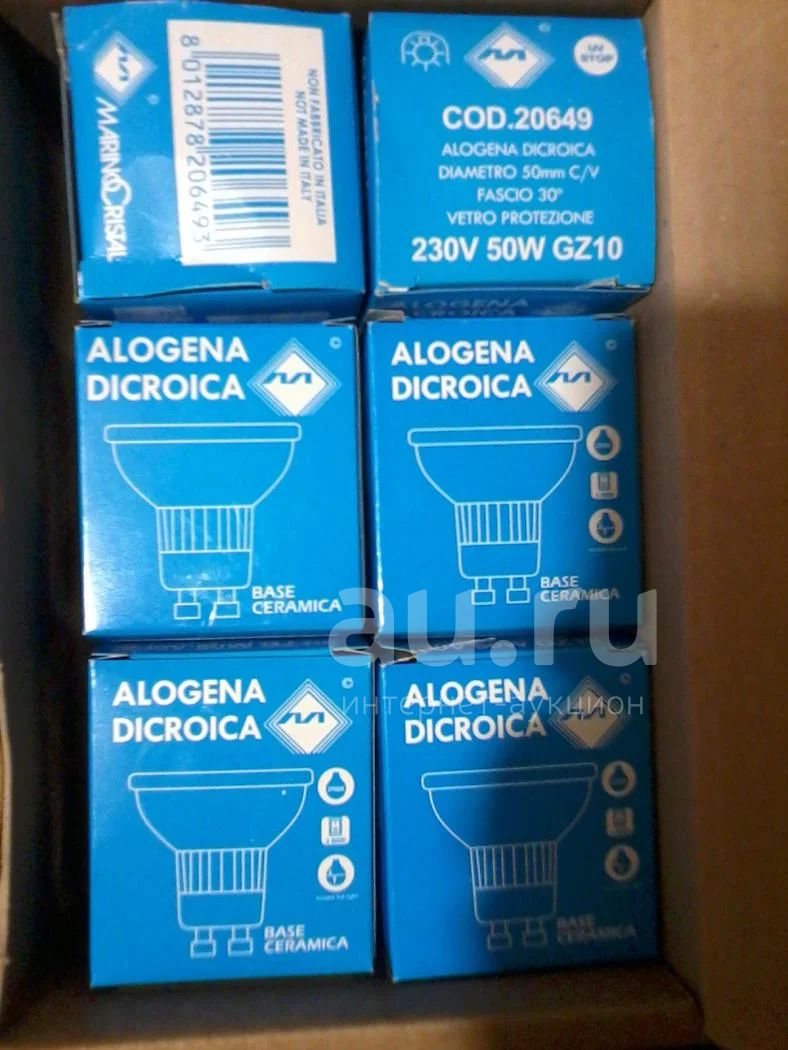 MARINO CRISTAL
8 012878 206493
NON FABBRICATO IN ITALIA
NOT MADE IN ITALY
UV
STOP
COD.20649
ALOGENA DICROICA
DIAMETRO 50mm C/V
FASCIO 30°
VETRO PROTEZIONE
230V 50W GZ10
ALOGENA
DICROICA
ALOGENA
DICROICA
©
BASE
CERAMICA
ALOGENA
DICROICA
©
BASE
CERAMICA
au.ru
интернет-аукцион
ALOGENA
DICROICA
©
BASE
CERAMICA
ALOGENA
DICROICA
©
BASE
CERAMICA